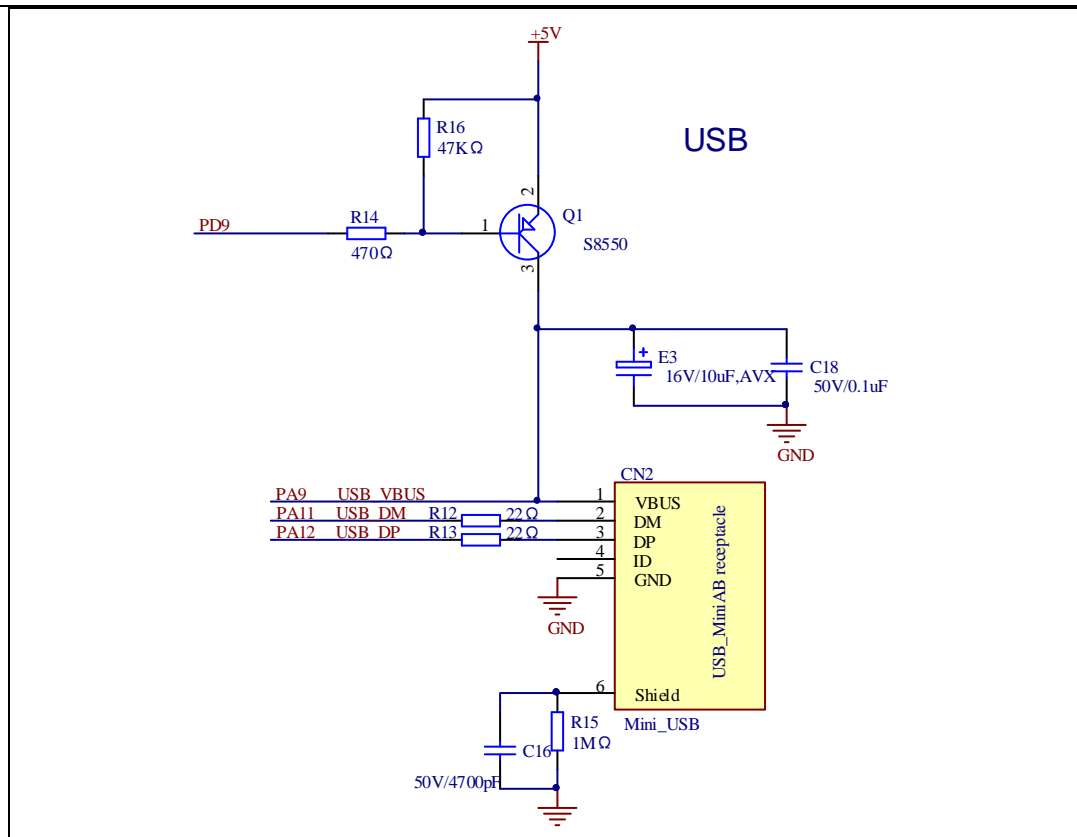 +5V
R16
47KΩ
USB
2
PD9
R14
1
Q1
470Ω
S8550
3
E3
16V/10uF,AVX
C18
50V/0.1uF
GND
CN2
PA9 USB_VBUS 1 VBUS
PA11 USB_DM R12 22Ω 2 DM
PA12 USB_DP R13 22Ω 3 DP
4 ID
5 GND
GND
USB_MiniAB receptacle
6 Shield
R15
Mini_USB
C16
1MΩ
50V/4700pF